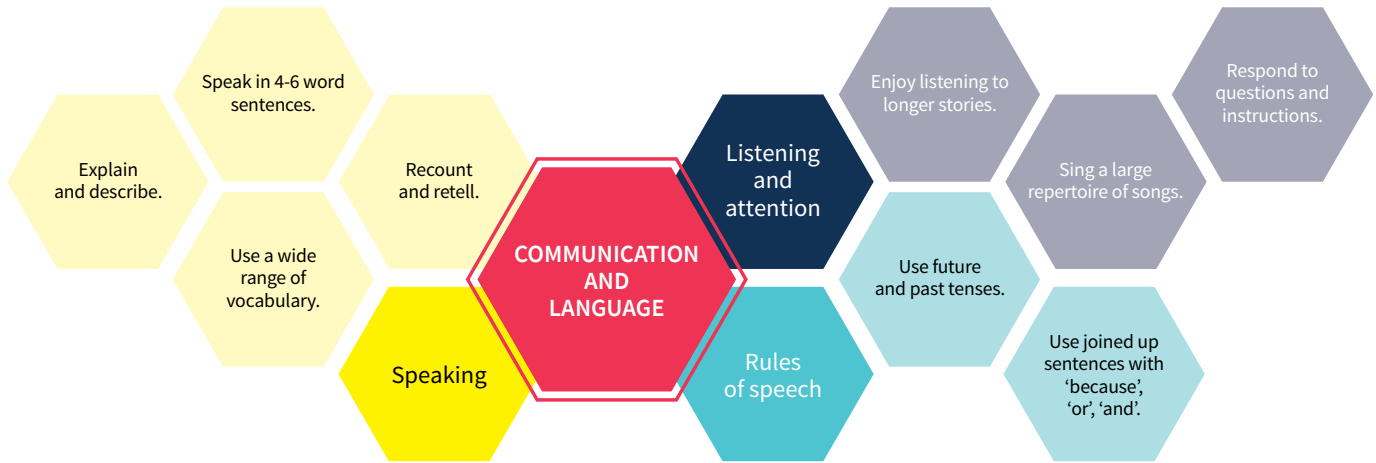 Speak in 4-6 word
sentences.
Explain
and describe.
Recount
and retell.
Use a wide
range of
vocabulary.
Speaking
COMMUNICATION
AND
LANGUAGE
Listening
and
attention
Enjoy listening to
longer stories.
Sing a large
repertoire of songs.
Respond to
questions and
instructions.
Rules
of speech
Use future
and past tenses.
Use joined up
sentences with
‘because’,
‘or’, ‘and’.